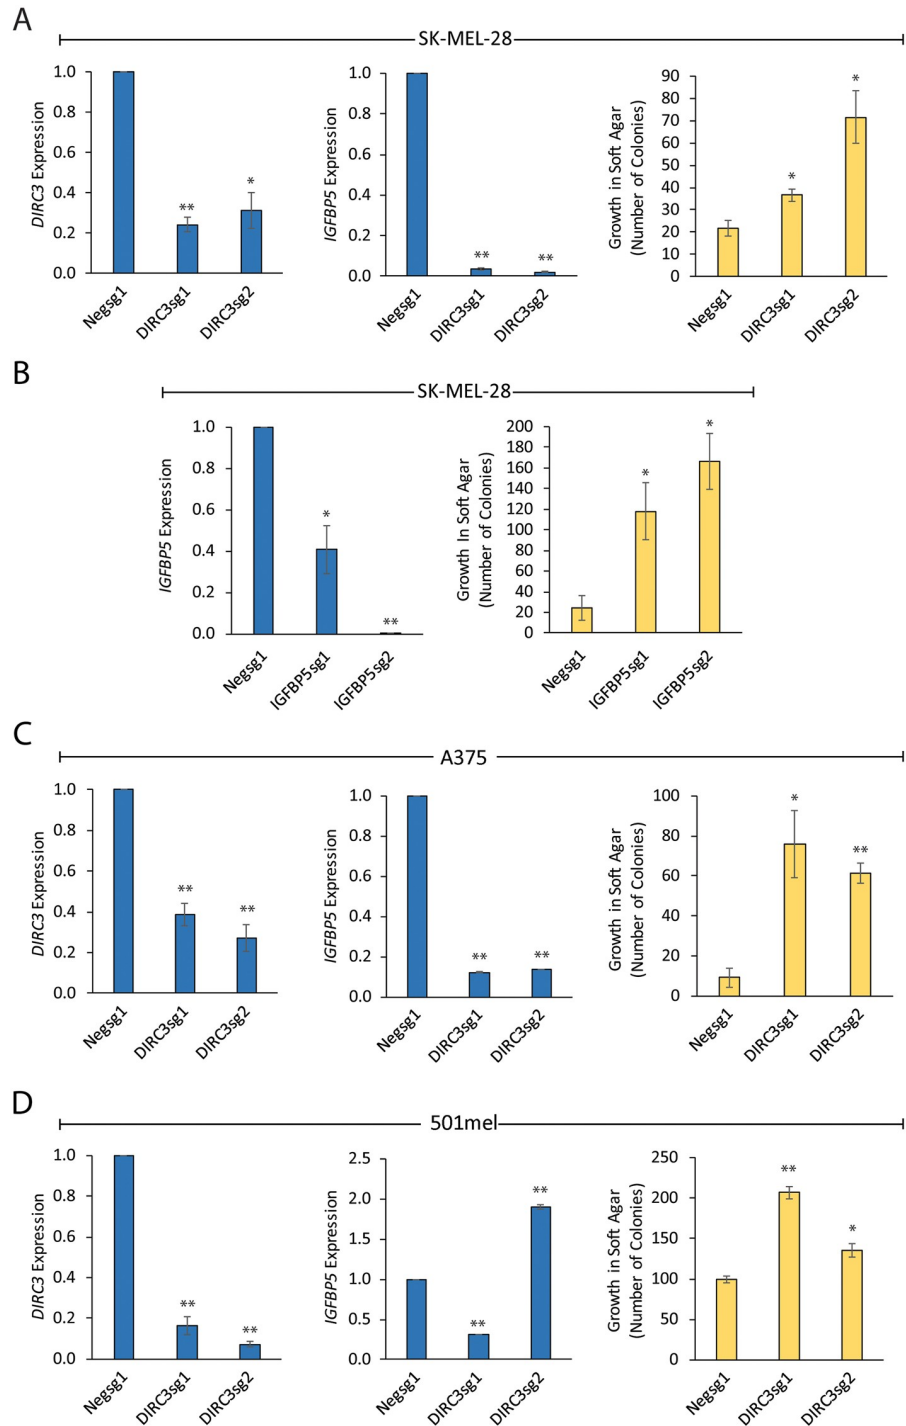 A
SK-MEL-28
DIRC3 Expression
1.0
0.8
0.6
0.4
0.2
0.0
**
*
Negsg1
DIRC3sg1
DIRC3sg2
IGFBP5 Expression
1.0
0.8
0.6
0.4
0.2
0.0
**
**
Negsg1
DIRC3sg1
DIRC3sg2
Growth in Soft Agar
(Number of Colonies)
90
80
70
60
50
40
30
20
10
0
*
*
Negsg1
DIRC3sg1
DIRC3sg2
B
SK-MEL-28
IGFBP5 Expression
1.0
0.8
0.6
0.4
0.2
0.0
*
**
Negsg1
IGFBP5sg1
IGFBP5sg2
Growth In Soft Agar
(Number of Colonies)
200
180
160
140
120
100
80
60
40
20
0
*
*
Negsg1
IGFBP5sg1
IGFBP5sg2
C
A375
DIRC3 Expression
1.0
0.8
0.6
0.4
0.2
0.0
**
**
Negsg1
DIRC3sg1
DIRC3sg2
IGFBP5 Expression
1.0
0.8
0.6
0.4
0.2
0.0
**
**
Negsg1
DIRC3sg1
DIRC3sg2
Growth in Soft Agar
(Number of Colonies)
100
80
60
40
20
0
*
**
Negsg1
DIRC3sg1
DIRC3sg2
D
501mel
DIRC3 Expression
1.0
0.8
0.6
0.4
0.2
0.0
**
**
Negsg1
DIRC3sg1
DIRC3sg2
IGFBP5 Expression
2.5
2.0
1.5
1.0
0.5
0.0
**
**
Negsg1
DIRC3sg1
DIRC3sg2
Growth in Soft Agar
(Number of Colonies)
250
200
150
100
50
0
**
*
Negsg1
DIRC3sg1
DIRC3sg2